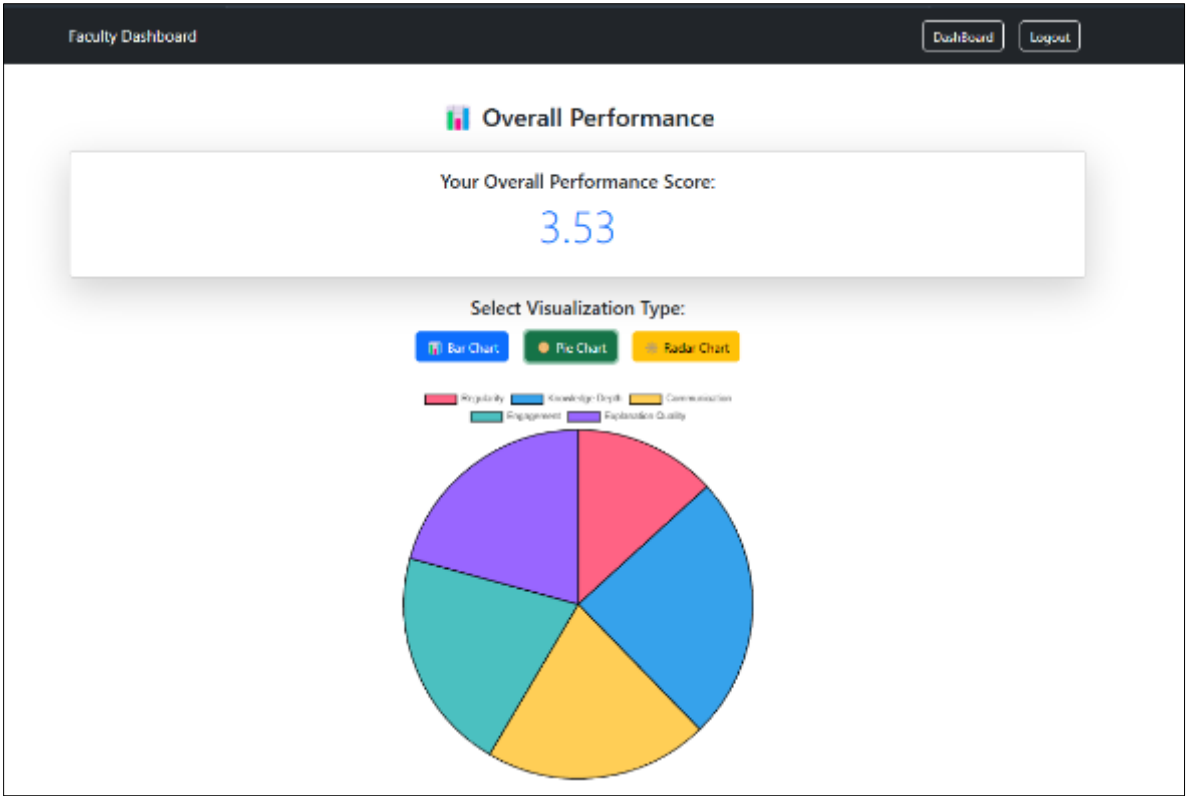 Faculty Dashboard
DashBoard
Logout
Overall Performance
Your Overall Performance Score:
3.53
Select Visualization Type:
Bar Chart
Pie Chart
Radar Chart
Regularity Knowledge Depth Communication
Engagement Explanation Quality